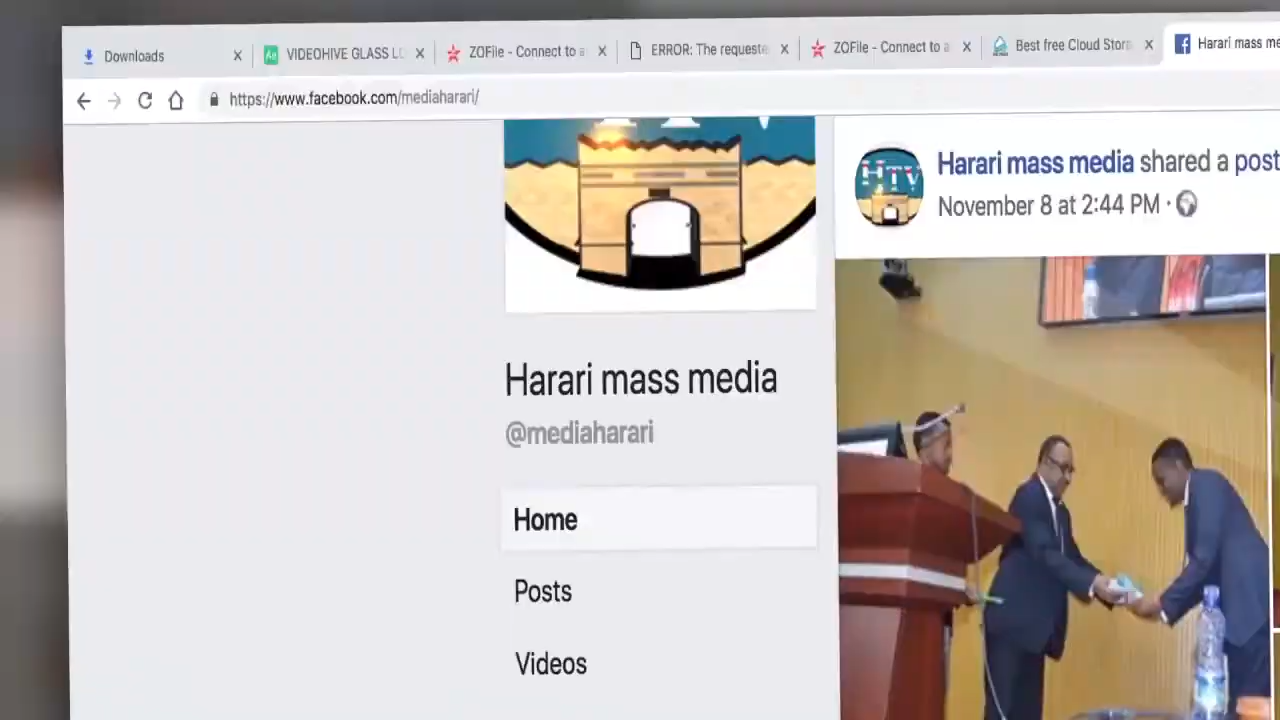 Downloads
VIDEOHIVE GLASS L
ZOFile - Connect to a
ERROR: The requeste
ZOFile - Connect to a
Best free Cloud Stor
Harari mass me
https://www.facebook.com/mediaharari/
HTV
Harari mass media shared a post
November 8 at 2:44 PM ·
Harari mass media
@mediaharari
Home
Posts
Videos